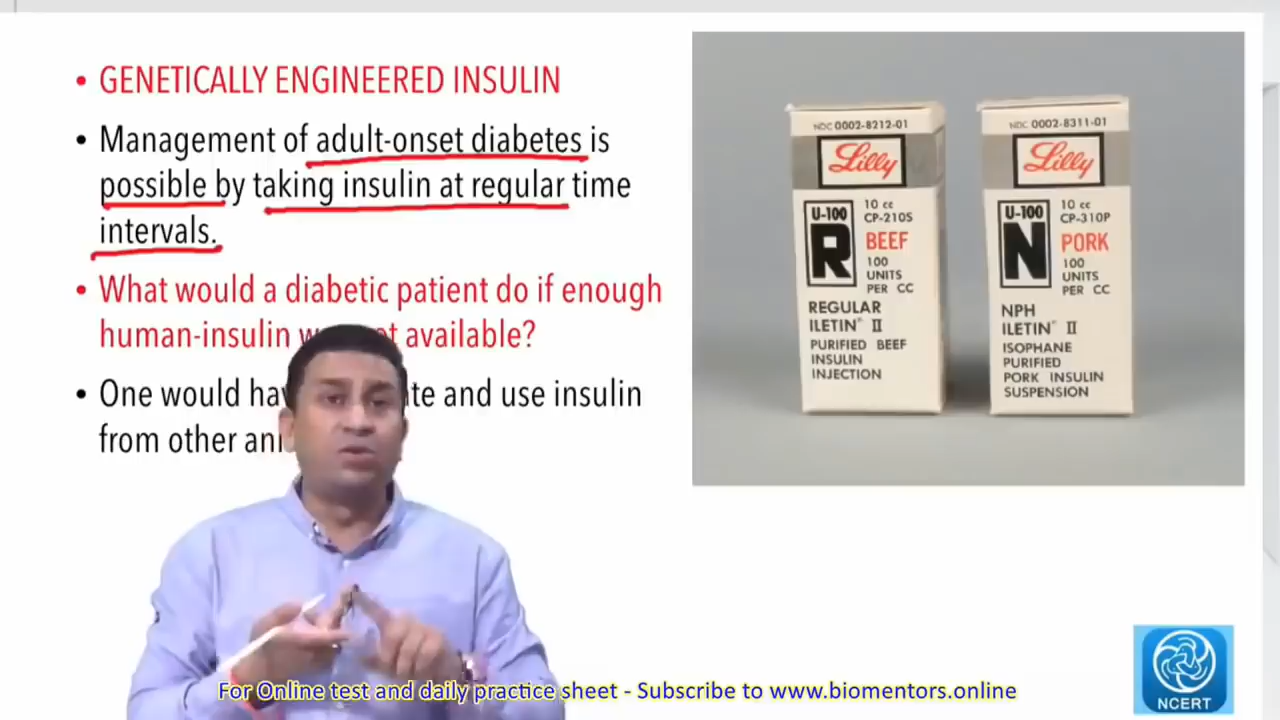 • GENETICALLY ENGINEERED INSULIN
• Management of adult-onset diabetes is
possible by taking insulin at regular time
intervals.
• What would a diabetic patient do if enough
human-insulin available?
• One would and use insulin
from other
NDC 0002-8212-01
Lilly
U-100
R
10 cc
CP-210S
BEEF
100
UNITS
PER CC
REGULAR
ILETIN® II
PURIFIED BEEF
INSULIN
INJECTION
NDC 0002-8311-01
Lilly
U-100
N
10 cc
CP-310P
PORK
100
UNITS
PER CC
NPH
ILETIN® II
ISOPHANE
PURIFIED
PORK INSULIN
SUSPENSION
For Online test and daily practice sheet - Subscribe to www.biomentors.online
NCERT